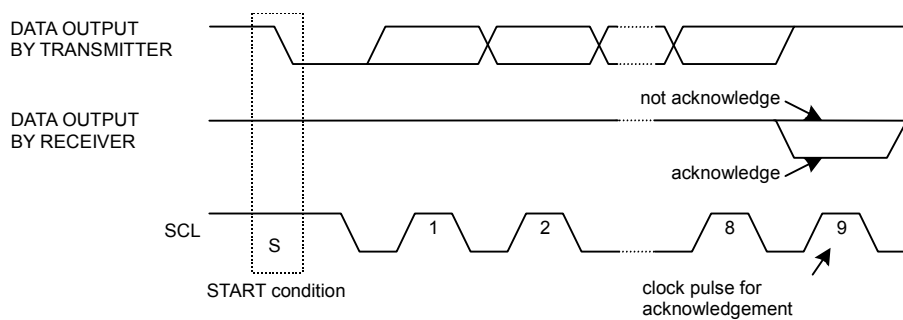 DATA OUTPUT
BY TRANSMITTER
not acknowledge
DATA OUTPUT
BY RECEIVER
acknowledge
SCL
1
2
8
9
S
START condition
clock pulse for
acknowledgement